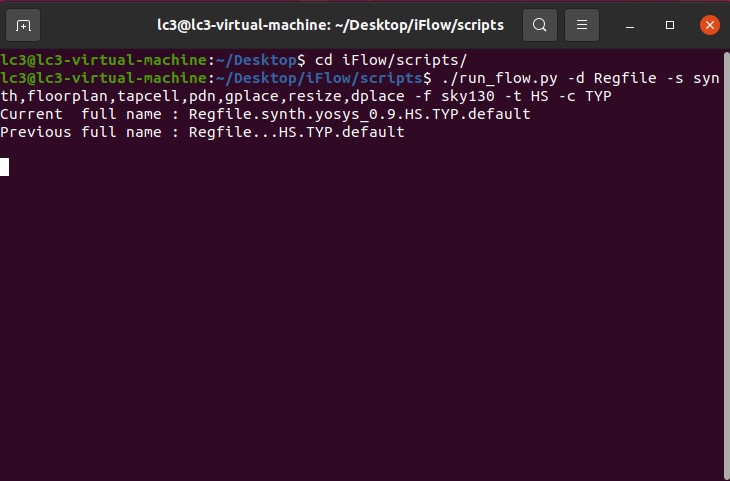 lc3@lc3-virtual-machine: ~/Desktop/iFlow/scripts
lc3@lc3-virtual-machine:~/Desktop$ cd iFlow/scripts/
lc3@lc3-virtual-machine:~/Desktop/iFlow/scripts$ ./run_flow.py -d Regfile -s syn
th,floorplan,tapcell,pdn,gplace,resize,dplace -f sky130 -t HS -c TYP
Current  full name : Regfile.synth.yosys_0.9.HS.TYP.default
Previous full name : Regfile...HS.TYP.default